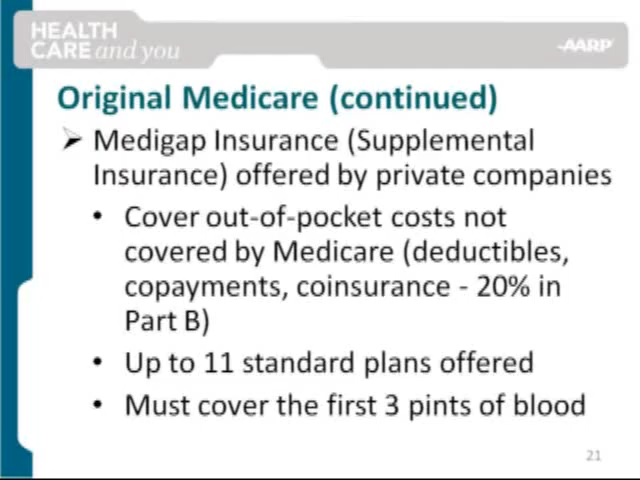 HEALTH
CARE and you
AARP
Original Medicare (continued)
Medigap Insurance (Supplemental
Insurance) offered by private companies
• Cover out-of-pocket costs not
covered by Medicare (deductibles,
copayments, coinsurance - 20% in
Part B)
• Up to 11 standard plans offered
• Must cover the first 3 pints of blood
21